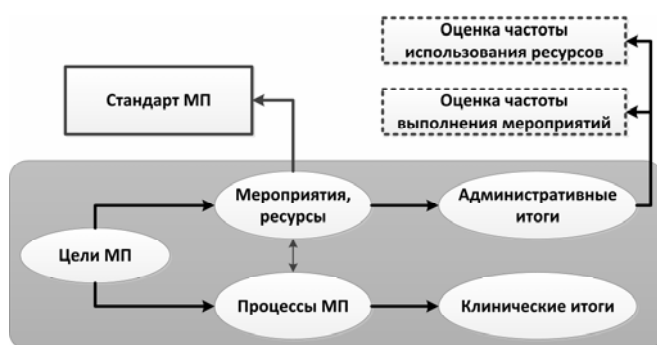 Оценка частоты
использования ресурсов
Стандарт МП
Оценка частоты
выполнения мероприятий
Мероприятия,
ресурсы
Административные
итоги
Цели МП
Процессы МП
Клинические итоги